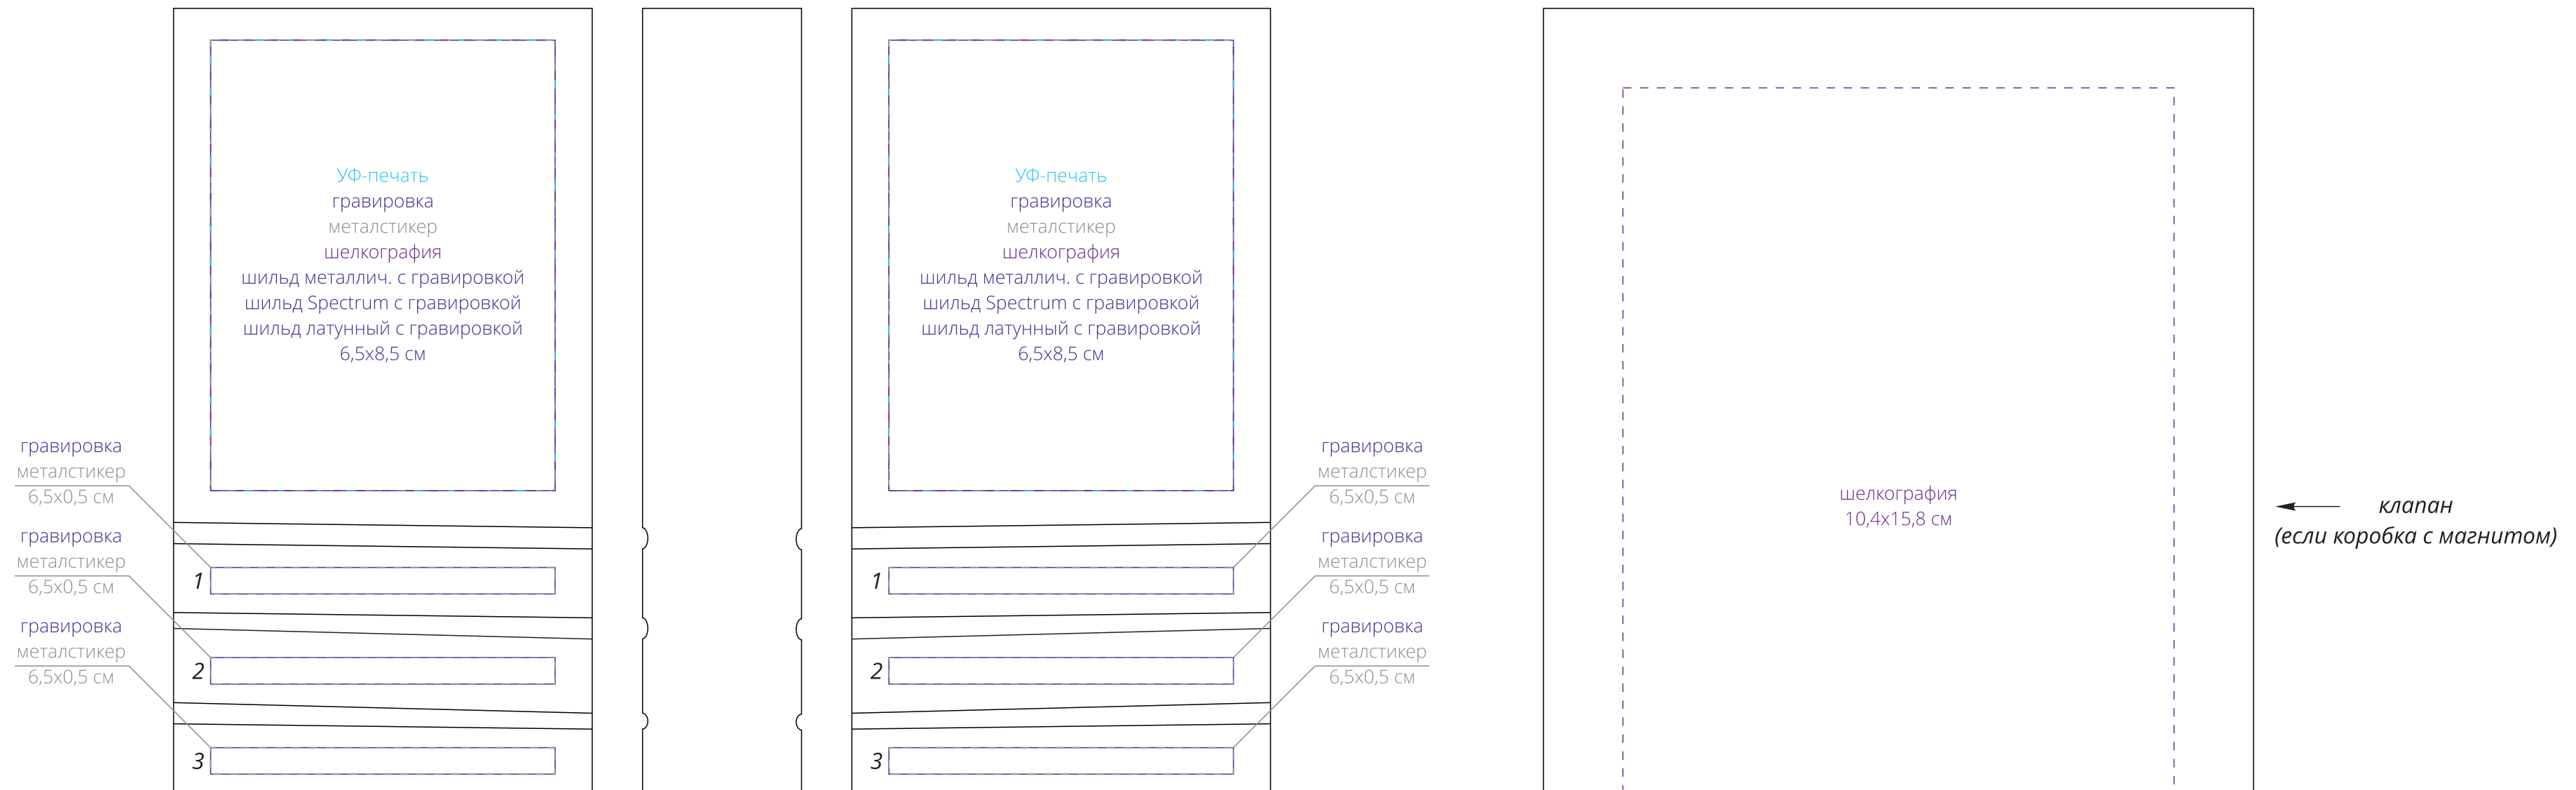 УФ-печать
гравировка
металстикер
шелкография
шильд металлич. с гравировкой
шильд Spectrum с гравировкой
шильд латунный с гравировкой
6,5х8,5 см
гравировка
металстикер
6,5х0,5 см
гравировка
металстикер
6,5х0,5 см
гравировка
металстикер
6,5х0,5 см
1
2
3
УФ-печать
гравировка
металстикер
шелкография
шильд металлич. с гравировкой
шильд Spectrum с гравировкой
шильд латунный с гравировкой
6,5х8,5 см
1
2
3
гравировка
металстикер
6,5х0,5 см
гравировка
металстикер
6,5х0,5 см
гравировка
металстикер
6,5х0,5 см
шелкография
10,4х15,8 см
клапан
(если коробка с магнитом)